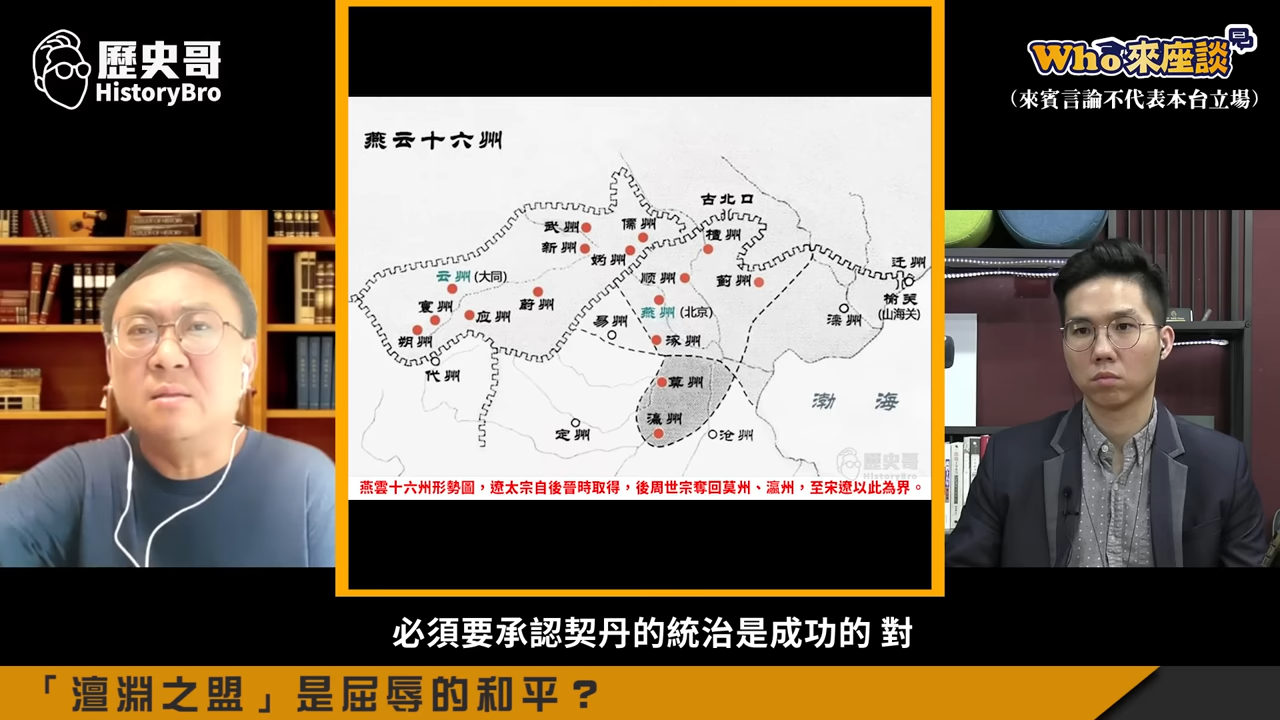 歷史哥
HistoryBro
Who來座談
（來賓言論不代表本台立場）
燕云十六州
古北口
武州
儒州
檀州
新州
妫州
云州(大同)
顺州
蓟州
迁州
榆关
(山海关)
寰州
应州
蔚州
燕州(北京)
易州
滦州
朔州
涿州
代州
莫州
渤海
瀛州
定州
沧州
歷史哥
HistoryBro
燕雲十六州形勢圖，遼太宗自後晉時取得，後周世宗奪回莫州、瀛州，至宋遼以此為界。
必須要承認契丹的統治是成功的 對
「澶淵之盟」是屈辱的和平？